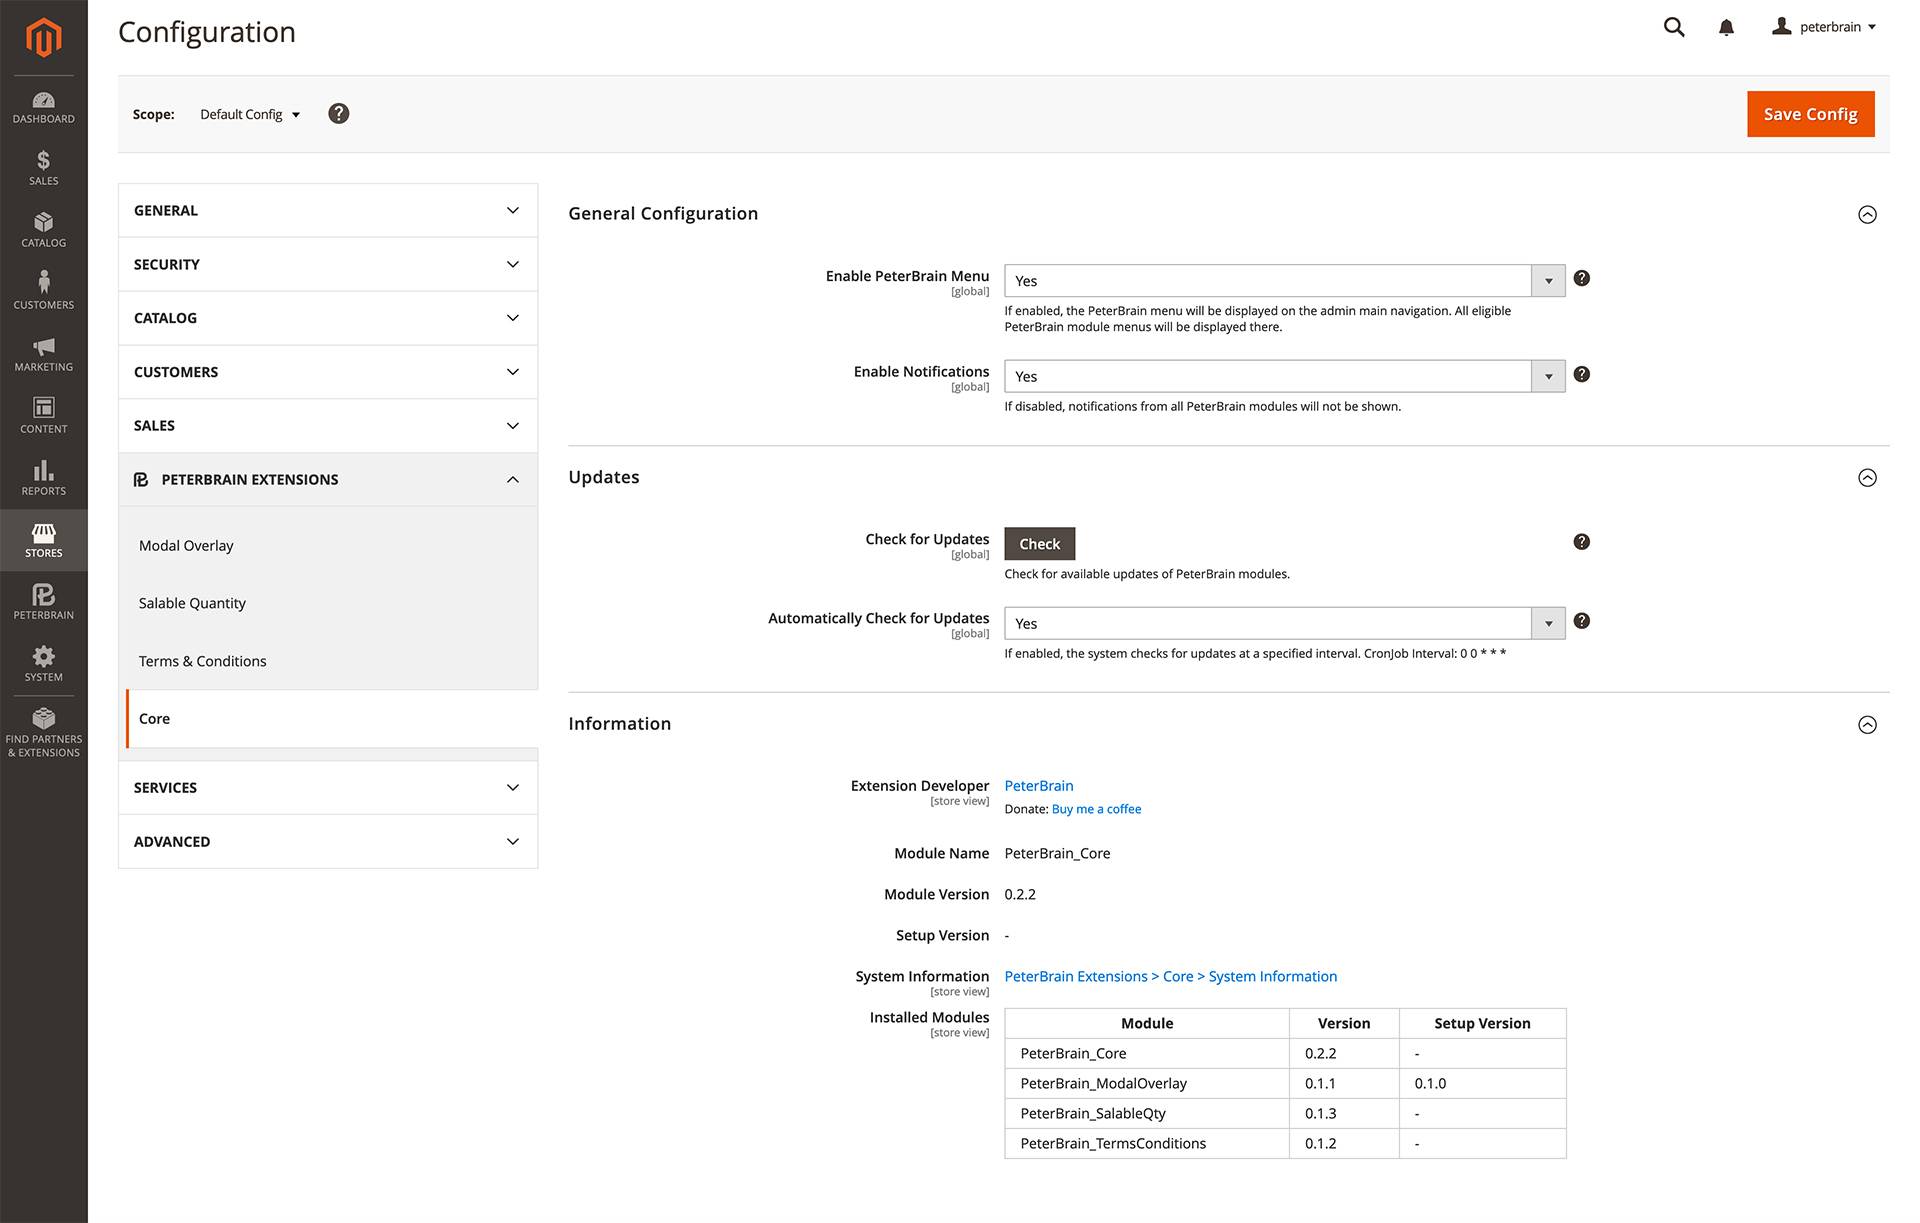 Configuration
peterbrain
DASHBOARD
SALES
CATALOG
CUSTOMERS
MARKETING
CONTENT
REPORTS
STORES
PETERBRAIN
SYSTEM
FIND PARTNERS
& EXTENSIONS
Scope: Default Config
Save Config
GENERAL
SECURITY
CATALOG
CUSTOMERS
SALES
PETERBRAIN EXTENSIONS
Modal Overlay
Salable Quantity
Terms & Conditions
Core
SERVICES
ADVANCED
General Configuration
Enable PeterBrain Menu Yes
[global]
If enabled, the PeterBrain menu will be displayed on the admin main navigation. All eligible
PeterBrain module menus will be displayed there.
Enable Notifications Yes
[global]
If disabled, notifications from all PeterBrain modules will not be shown.
Updates
Check for Updates Check
[global]
Check for available updates of PeterBrain modules.
Automatically Check for Updates Yes
[global]
If enabled, the system checks for updates at a specified interval. CronJob Interval: 0 0 * * *
Information
Extension Developer PeterBrain
[store view]
Donate: Buy me a coffee
Module Name PeterBrain_Core
Module Version 0.2.2
Setup Version -
System Information PeterBrain Extensions > Core > System Information
[store view]
Installed Modules
[store view]
Module Version Setup Version
PeterBrain_Core 0.2.2 -
PeterBrain_ModalOverlay 0.1.1 0.1.0
PeterBrain_SalableQty 0.1.3 -
PeterBrain_TermsConditions 0.1.2 -